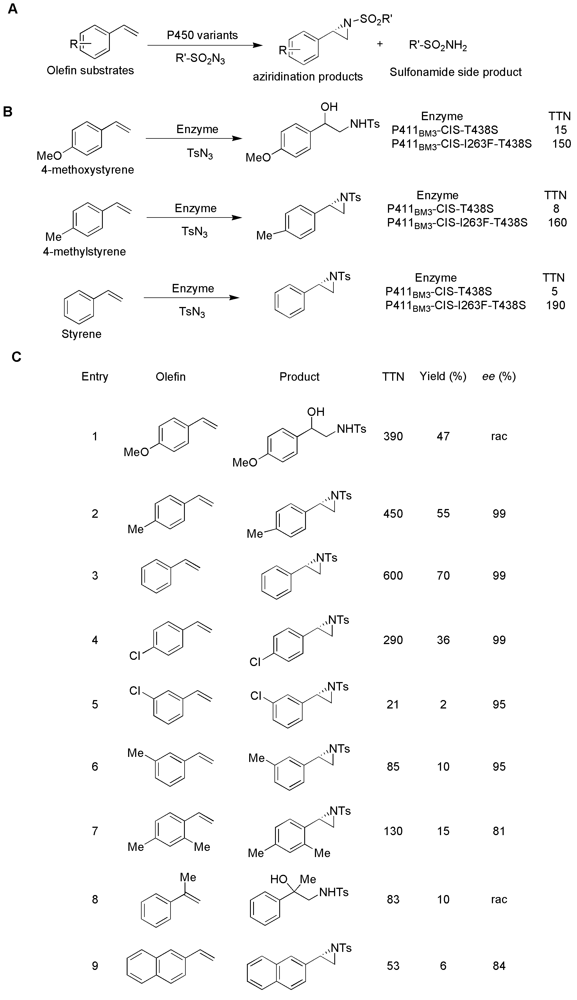 A
R
P450 variants
R'-SO2N3
Olefin substrates
R
N-SO2R'
aziridination products
+
R'-SO2NH2
Sulfonamide side product
B
MeO
4-methoxystyrene
Enzyme
TsN3
OH
NHTs
MeO
Enzyme TTN
P411BM3-CIS-T438S 15
P411BM3-CIS-I263F-T438S 150
Me
4-methylstyrene
Enzyme
TsN3
NTs
Me
Enzyme TTN
P411BM3-CIS-T438S 8
P411BM3-CIS-I263F-T438S 160
Styrene
Enzyme
TsN3
NTs
Enzyme TTN
P411BM3-CIS-T438S 5
P411BM3-CIS-I263F-T438S 190
C
Entry Olefin Product TTN Yield (%) ee (%)
OH
NHTs
1 MeO MeO 390 47 rac
NTs
2 Me Me 450 55 99
NTs
3 600 70 99
NTs
4 Cl Cl 290 36 99
NTs
5 Cl Cl 21 2 95
NTs
6 Me Me 85 10 95
NTs
7 Me Me Me Me 130 15 81
Me HO Me
NHTs
8 83 10 rac
NTs
9 53 6 84